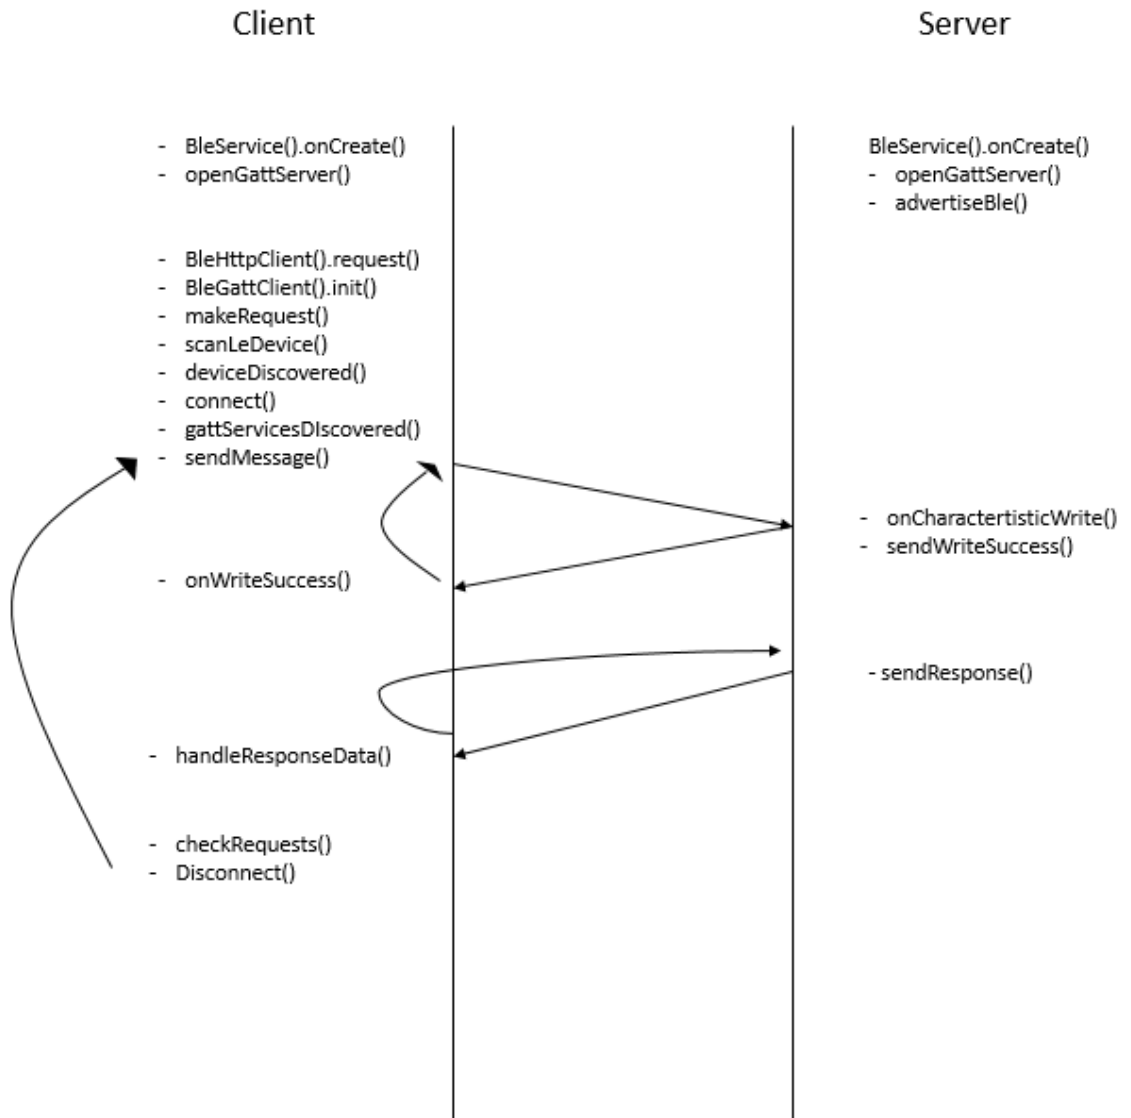 Client
Server
- BleService().onCreate()
- openGattServer()
BleService().onCreate()
- openGattServer()
- advertiseBle()
- BleHttpClient().request()
- BleGattClient().init()
- makeRequest()
- scanLeDevice()
- deviceDiscovered()
- connect()
- gattServicesDIscovered()
- sendMessage()
- onCharactertisticWrite()
- sendWriteSuccess()
- onWriteSuccess()
- sendResponse()
- handleResponseData()
- checkRequests()
- Disconnect()